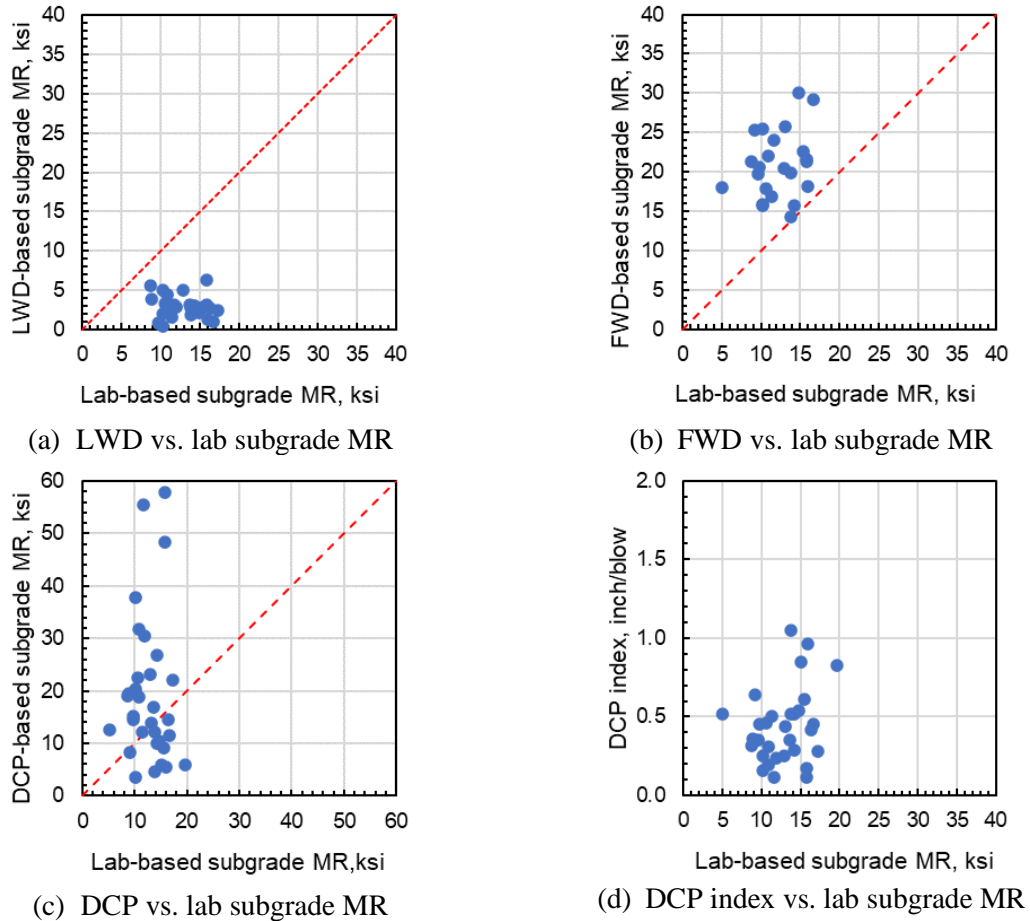 40
35
30
25
20
15
10
5
0
LWD-based subgrade MR, ksi
0 5 10 15 20 25 30 35 40
Lab-based subgrade MR, ksi
(a) LWD vs. lab subgrade MR
40
35
30
25
20
15
10
5
0
FWD-based subgrade MR, ksi
0 5 10 15 20 25 30 35 40
Lab-based subgrade MR, ksi
(b) FWD vs. lab subgrade MR
60
50
40
30
20
10
0
DCP-based subgrade MR, ksi
0 10 20 30 40 50 60
Lab-based subgrade MR,ksi
(c) DCP vs. lab subgrade MR
2.0
1.5
1.0
0.5
0.0
DCP index, inch/blow
0 5 10 15 20 25 30 35 40
Lab-based subgrade MR, ksi
(d) DCP index vs. lab subgrade MR